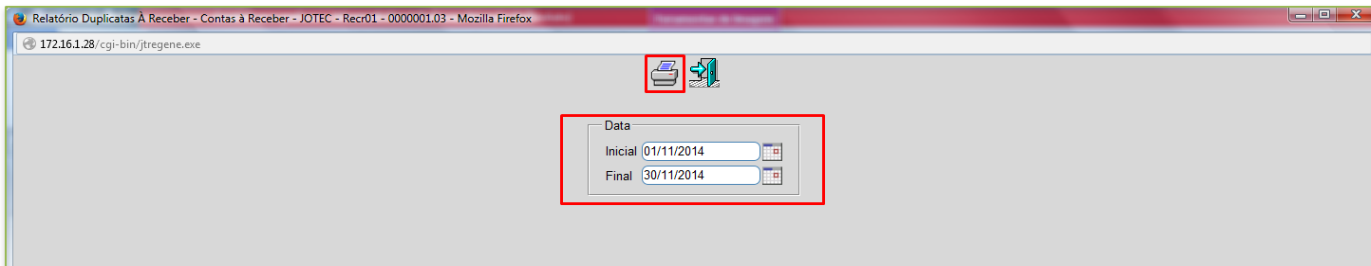 Relatório Duplicatas À Receber - Contas à Receber - JOTEC - Recr01 - 0000001.03 - Mozilla Firefox
172.16.1.28/cgi-bin/jtregene.exe
Data
Inicial 01/11/2014
Final 30/11/2014